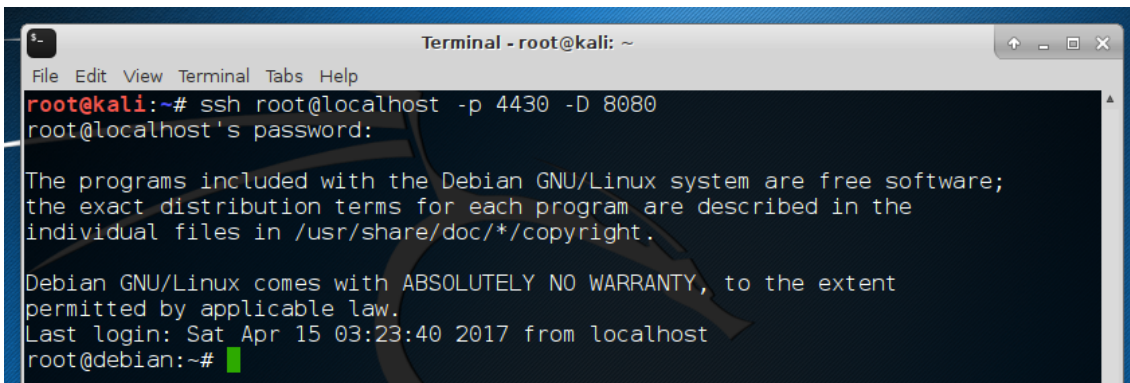 Terminal - root@kali: ~
File Edit View Terminal Tabs Help
root@kali:~# ssh root@localhost -p 4430 -D 8080
root@localhost's password:
The programs included with the Debian GNU/Linux system are free software;
the exact distribution terms for each program are described in the
individual files in /usr/share/doc/*/copyright.
Debian GNU/Linux comes with ABSOLUTELY NO WARRANTY, to the extent
permitted by applicable law.
Last login: Sat Apr 15 03:23:40 2017 from localhost
root@debian:~#